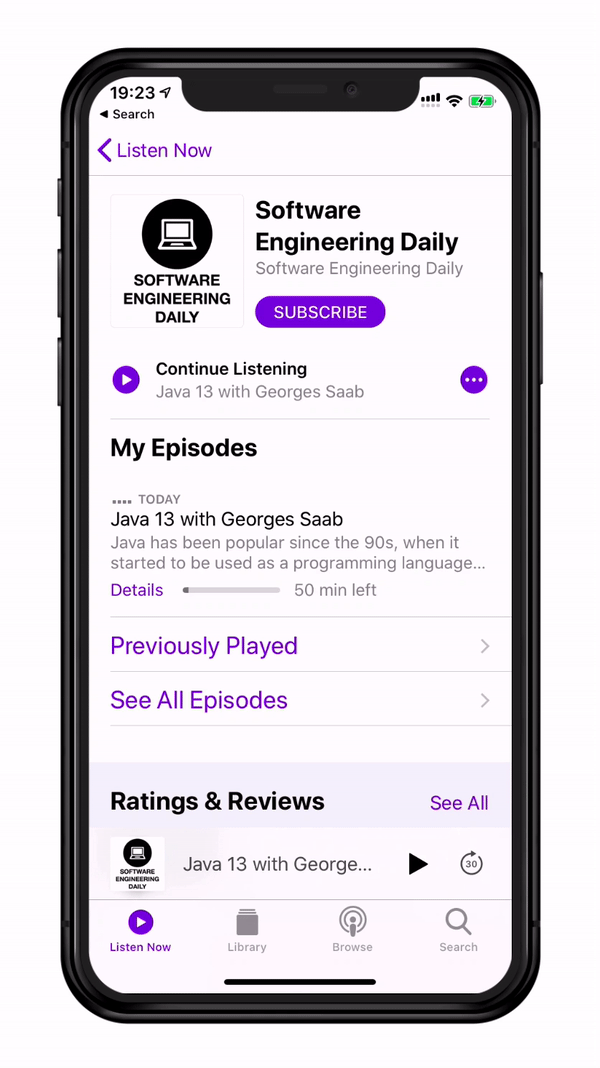 19:23
◀ Search
Listen Now
SOFTWARE
ENGINEERING
DAILY
Software
Engineering Daily
Software Engineering Daily
SUBSCRIBE
Continue Listening
Java 13 with Georges Saab
My Episodes
TODAY
Java 13 with Georges Saab
Java has been popular since the 90s, when it
started to be used as a programming language...
Details 50 min left
Previously Played
See All Episodes
Ratings & Reviews See All
SOFTWARE
ENGINEERING
DAILY
Java 13 with George...
30
Listen Now Library Browse Search